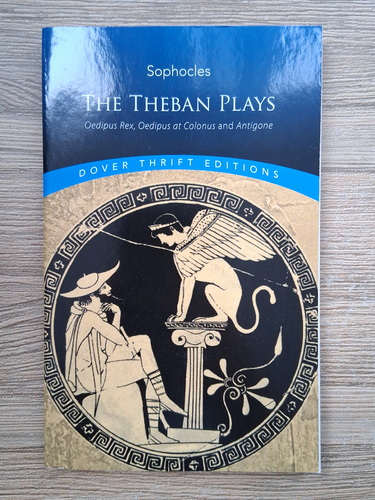 Sophocles
THE THEBAN PLAYS
Oedipus Rex, Oedipus at Colonus and Antigone
DOVER THRIFT EDITIONS